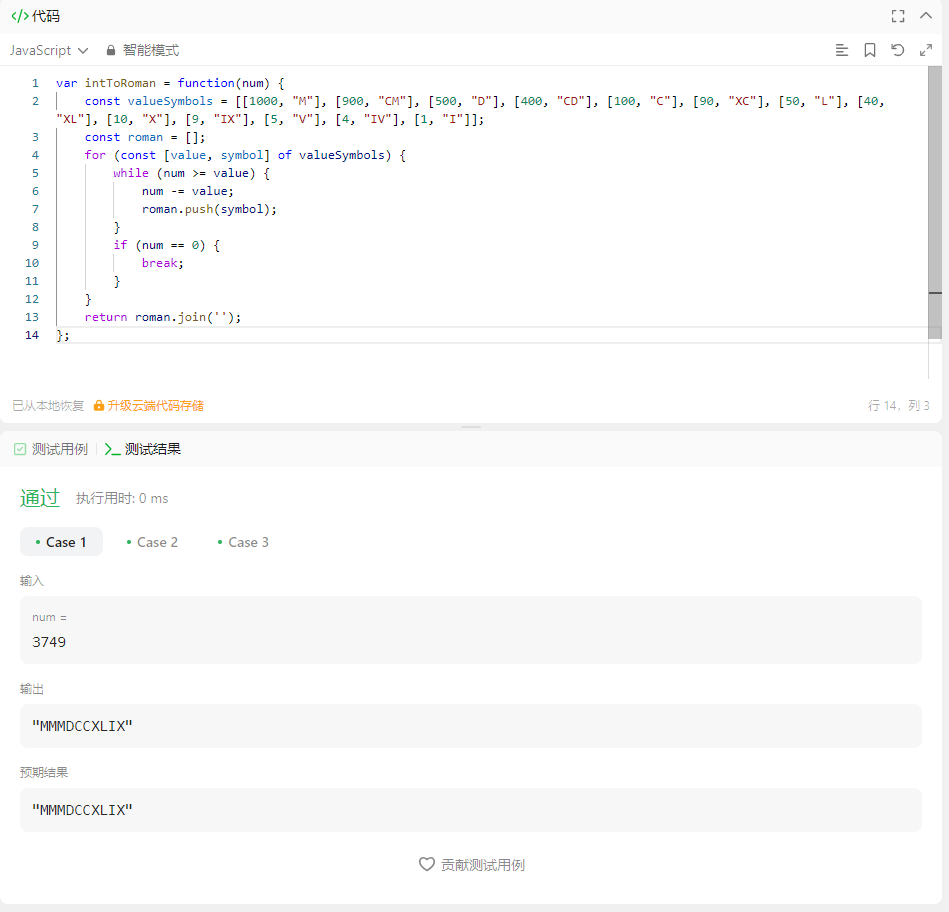 </> 代码
JavaScript 智能模式
1 var intToRoman = function(num) {
2 const valueSymbols = [[1000, "M"], [900, "CM"], [500, "D"], [400, "CD"], [100, "C"], [90, "XC"], [50, "L"], [40,
"XL"], [10, "X"], [9, "IX"], [5, "V"], [4, "IV"], [1, "I"]];
3 const roman = [];
4 for (const [value, symbol] of valueSymbols) {
5 while (num >= value) {
6 num -= value;
7 roman.push(symbol);
8 }
9 if (num == 0) {
10 break;
11 }
12 }
13 return roman.join('');
14 };
已从本地恢复 升级云端代码存储 行 14, 列 3
测试用例 测试结果
通过 执行用时: 0 ms
• Case 1 • Case 2 • Case 3
输入
num =
3749
输出
"MMMDCCXLIX"
预期结果
"MMMDCCXLIX"
贡献测试用例